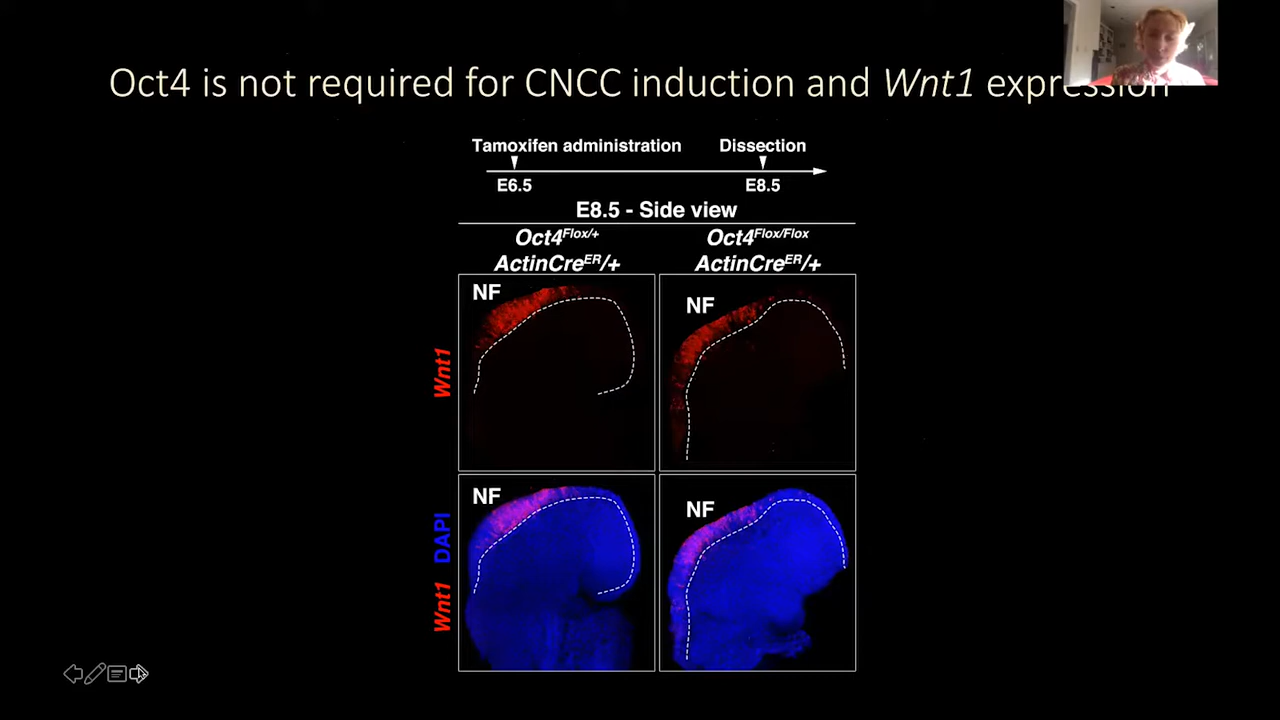 Oct4 is not required for CNCC induction and Wnt1 expression
Tamoxifen administration Dissection
E6.5 E8.5
E8.5 - Side view
Oct4Flox/+ Oct4Flox/Flox
ActinCreER/+ ActinCreER/+
NF NF
Wnt1
NF NF
Wnt1 DAPI